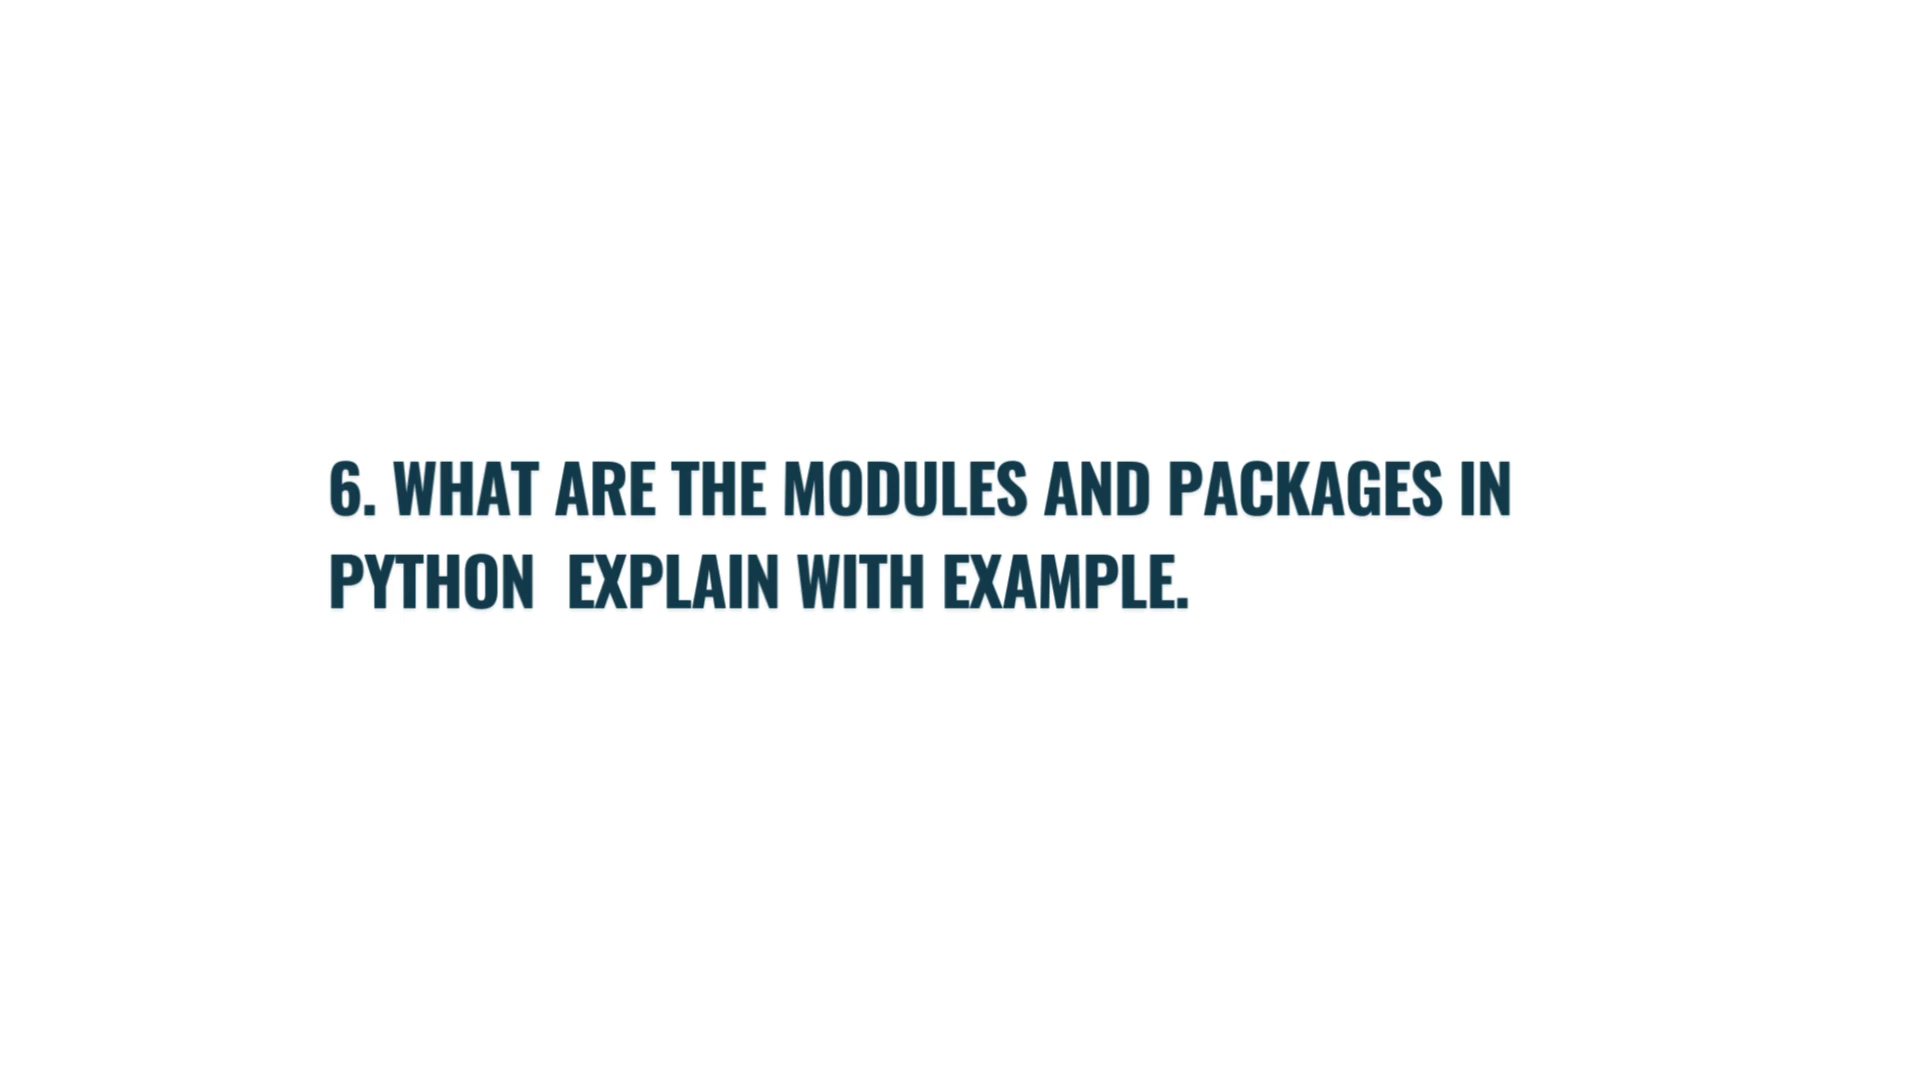 6. WHAT ARE THE MODULES AND PACKAGES IN
PYTHON  EXPLAIN WITH EXAMPLE.